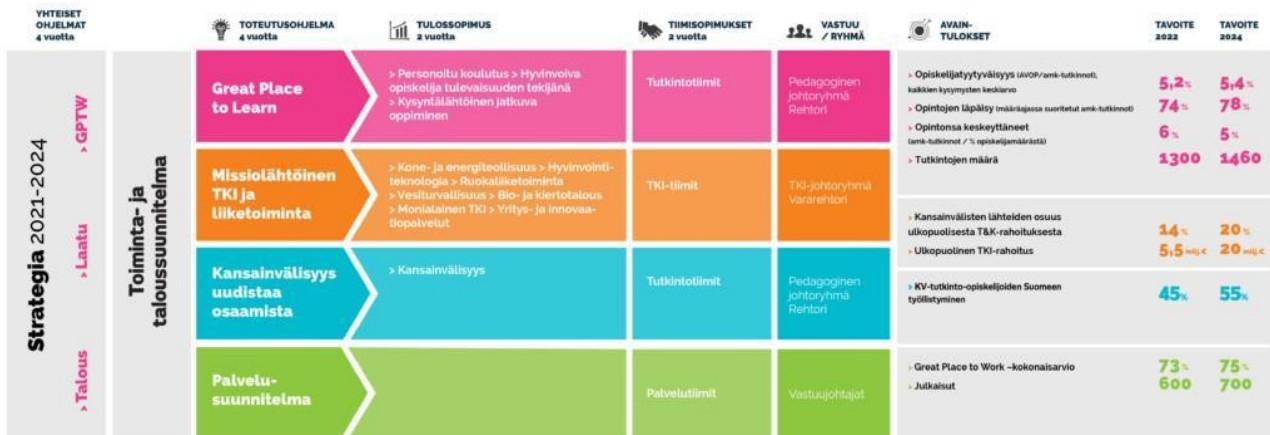 YHTEISET
OHJELMAT
4 vuotta
TOTEUTUSOHJELMA
4 vuotta
TULOSSOPIMUS
2 vuotta
TIIMISOPIMUKSET
2 vuotta
VASTUU
/ RYHMÄ
AVAIN-
TULOKSET
TAVOITE
2022
TAVOITE
2024
Strategia 2021-2024
> Talous
> Laatu
> GPTW
Toiminta- ja
taloussuunnitelma
Great Place
to Learn
> Personoitu koulutus > Hyvinvoiva
opiskelija tulevaisuuden tekijänä
> Kysyntälähtöinen jatkuva
oppiminen
Tutkintotiimit
Pedagoginen
johtoryhmä
Rehtori
> Opiskelijatyytyväisyys (AVOP/amk-tutkinnot),
kaikkien kysymysten keskiarvo
5,2%
5,4%
> Opintojen läpäisy (määräajassa suoritetut amk-tutkinnot)
74%
78%
> Opintonsa keskeyttäneet
(amk-tutkinnot / % opiskelijamäärästä)
6%
5%
> Tutkintojen määrä
1300
1460
Missiolähtöinen
TKI ja
liiketoiminta
> Kone- ja energiteollisuus > Hyvinvointi-
teknologia > Ruokaliiketoiminta
> Vesiturvallisuus > Bio- ja kiertotalous
> Monialainen TKI > Yritys- ja innovaa-
tiopalvelut
TKI-tiimit
TKI-johtoryhmä
Vararehtori
> Kansainvälisten lähteiden osuus
ulkopuolisesta T&K-rahoituksesta
14%
20%
> Ulkopuolinen TKI-rahoitus
5,5 milj.€
20 milj.€
Kansainvälisyys
uudistaa
osaamista
> Kansainvälisyys
Tutkintotiimit
Pedagoginen
johtoryhmä
Rehtori
> KV-tutkinto-opiskelijoiden Suomeen
työllistyminen
45%
55%
Palvelu-
suunnitelma
Palvelutiimit
Vastuujohtajat
> Great Place to Work –kokonaisarvio
73%
75%
> Julkaisut
600
700